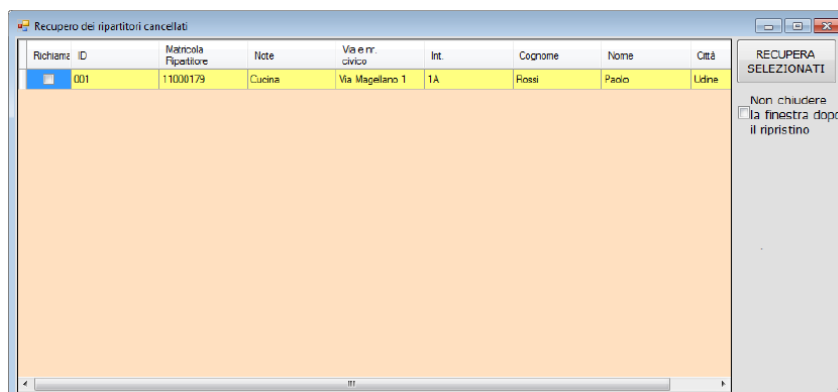 Recupero dei ripartitori cancellati
Richiama ID Matricola Ripartitore Note Via e nr. civico Int. Cognome Nome Città
001 11000179 Cucina Via Magellano 1 1A Rossi Paolo Udine
RECUPERA
SELEZIONATI
Non chiudere
la finestra dopo
il ripristino